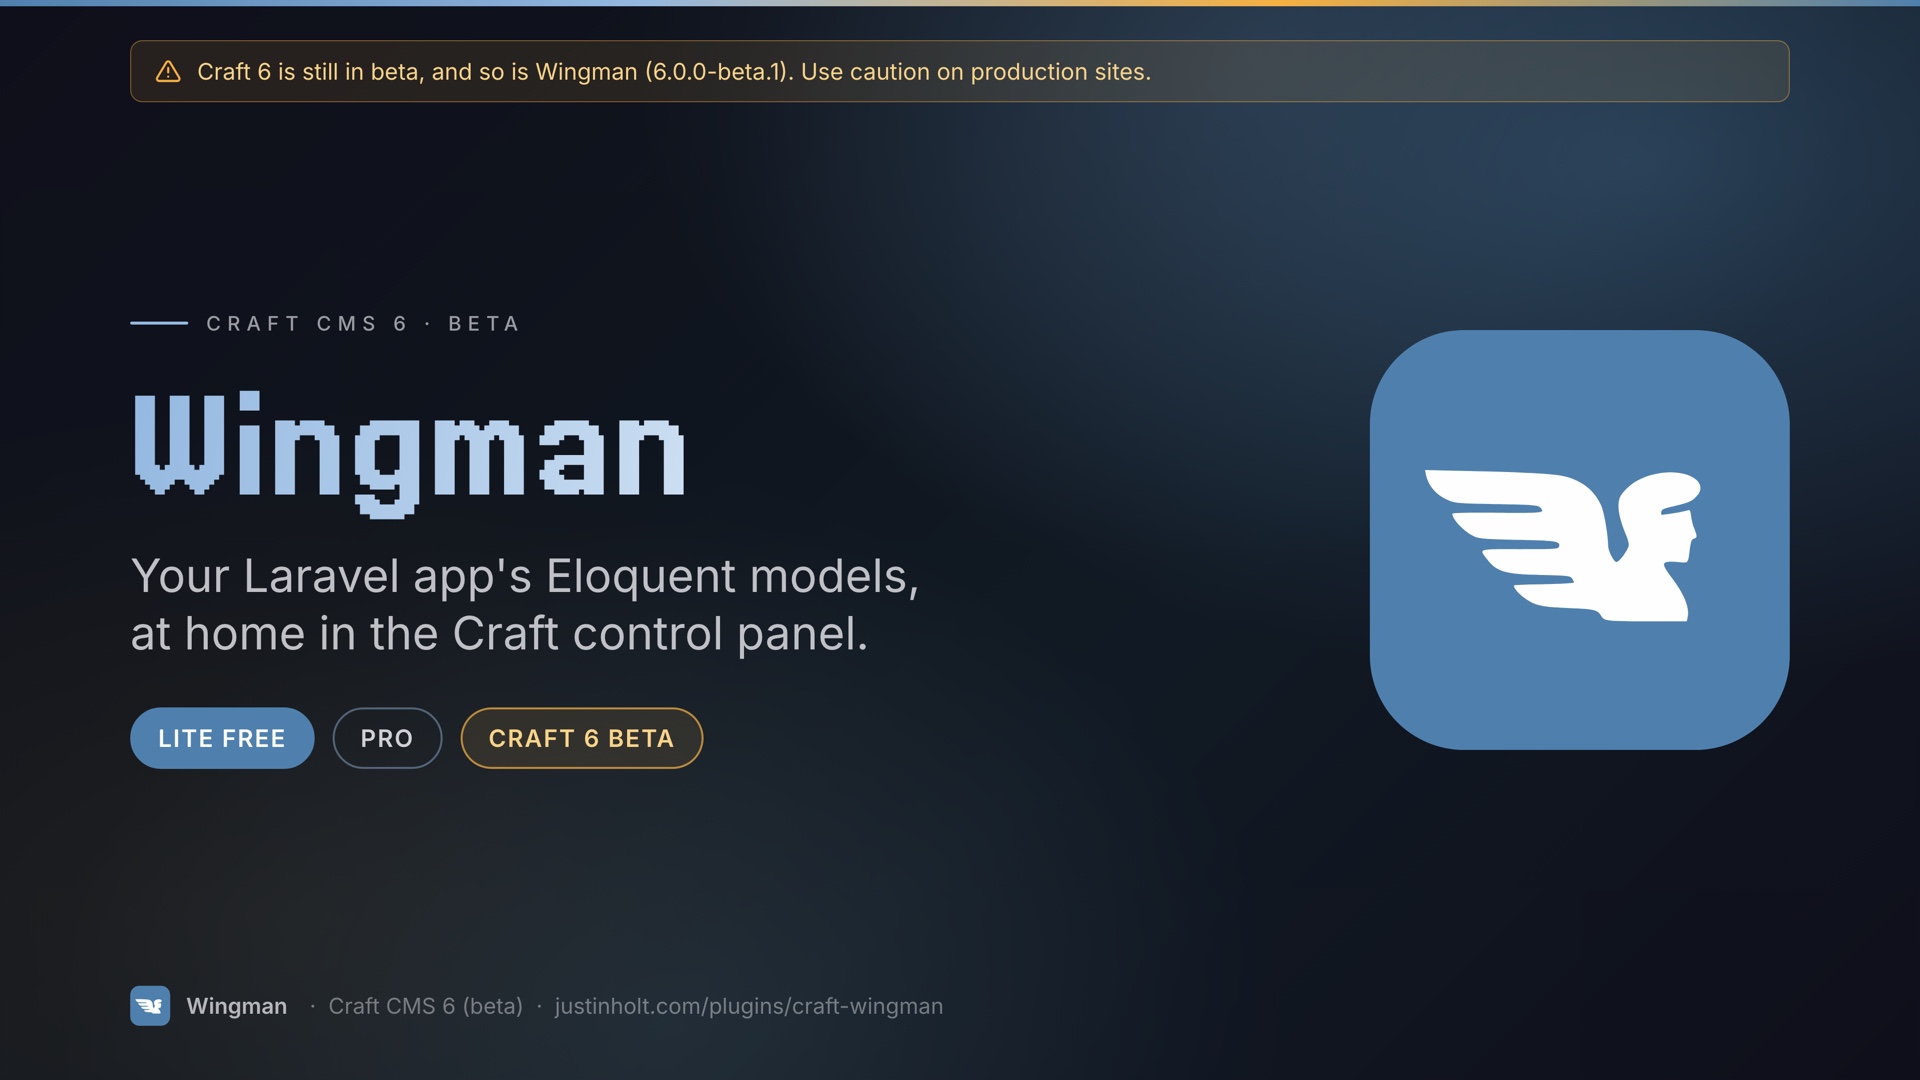 Craft 6 is still in beta, and so is Wingman (6.0.0-beta.1). Use caution on production sites.
CRAFT CMS 6 · BETA
Wingman
Your Laravel app's Eloquent models,
at home in the Craft control panel.
LITE FREE
PRO
CRAFT 6 BETA
Wingman · Craft CMS 6 (beta) · justinholt.com/plugins/craft-wingman